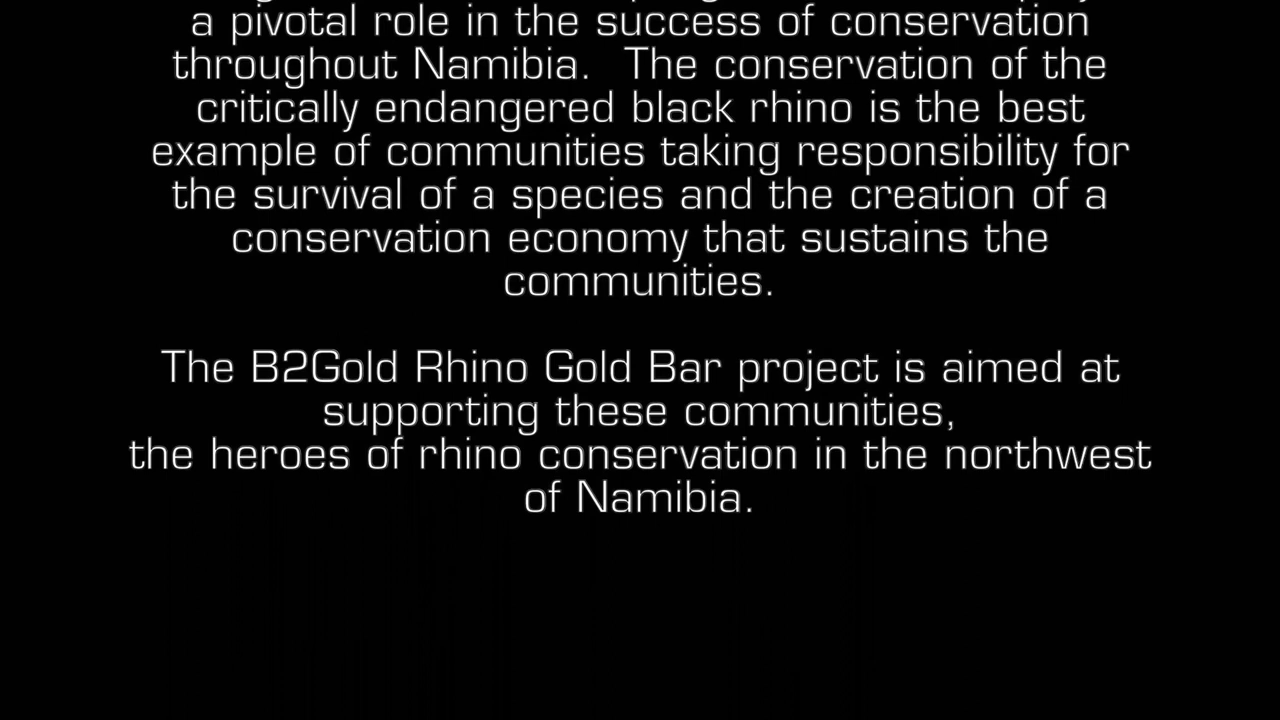 a pivotal role in the success of conservation
throughout Namibia.  The conservation of the
critically endangered black rhino is the best
example of communities taking responsibility for
the survival of a species and the creation of a
conservation economy that sustains the
communities.
The B2Gold Rhino Gold Bar project is aimed at
supporting these communities,
the heroes of rhino conservation in the northwest
of Namibia.